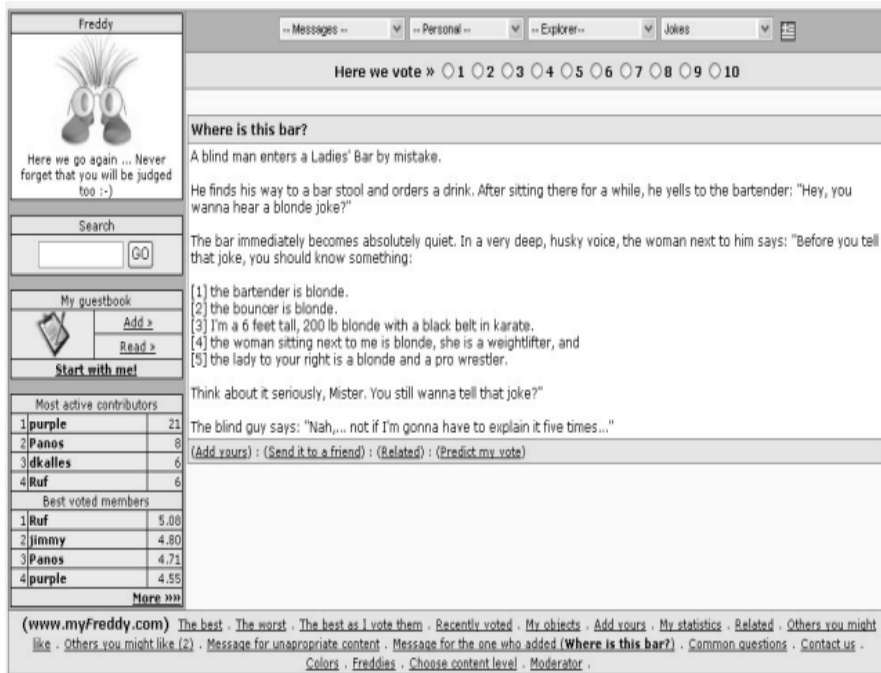 Freddy
Here we go again ... Never
forget that you will be judged
too :-)
Search
GO
My guestbook
Add >
Read >
Start with me!
Most active contributors
1 purple 21
2 Panos 8
3 dkalles 6
4 Ruf 6
Best voted members
1 Ruf 5.08
2 jimmy 4.80
3 Panos 4.71
4 purple 4.55
More »»
-- Messages -- -- Personal -- -- Explorer-- Jokes
Here we vote » 1 2 3 4 5 6 7 8 9 10
Where is this bar?
A blind man enters a Ladies' Bar by mistake.
He finds his way to a bar stool and orders a drink. After sitting there for a while, he yells to the bartender: "Hey, you
wanna hear a blonde joke?"
The bar immediately becomes absolutely quiet. In a very deep, husky voice, the woman next to him says: "Before you tell
that joke, you should know something:
[1] the bartender is blonde.
[2] the bouncer is blonde.
[3] I'm a 6 feet tall, 200 lb blonde with a black belt in karate.
[4] the woman sitting next to me is blonde, she is a weightlifter, and
[5] the lady to your right is a blonde and a pro wrestler.
Think about it seriously, Mister. You still wanna tell that joke?"
The blind guy says: "Nah,... not if I'm gonna have to explain it five times..."
(Add yours) : (Send it to a friend) : (Related) : (Predict my vote)
(www.myFreddy.com) The best . The worst . The best as I vote them . Recently voted . My objects . Add yours . My statistics . Related . Others you might
like . Others you might like (2) . Message for unapropriate content . Message for the one who added (Where is this bar?) . Common questions . Contact us .
Colors . Freddies . Choose content level . Moderator .